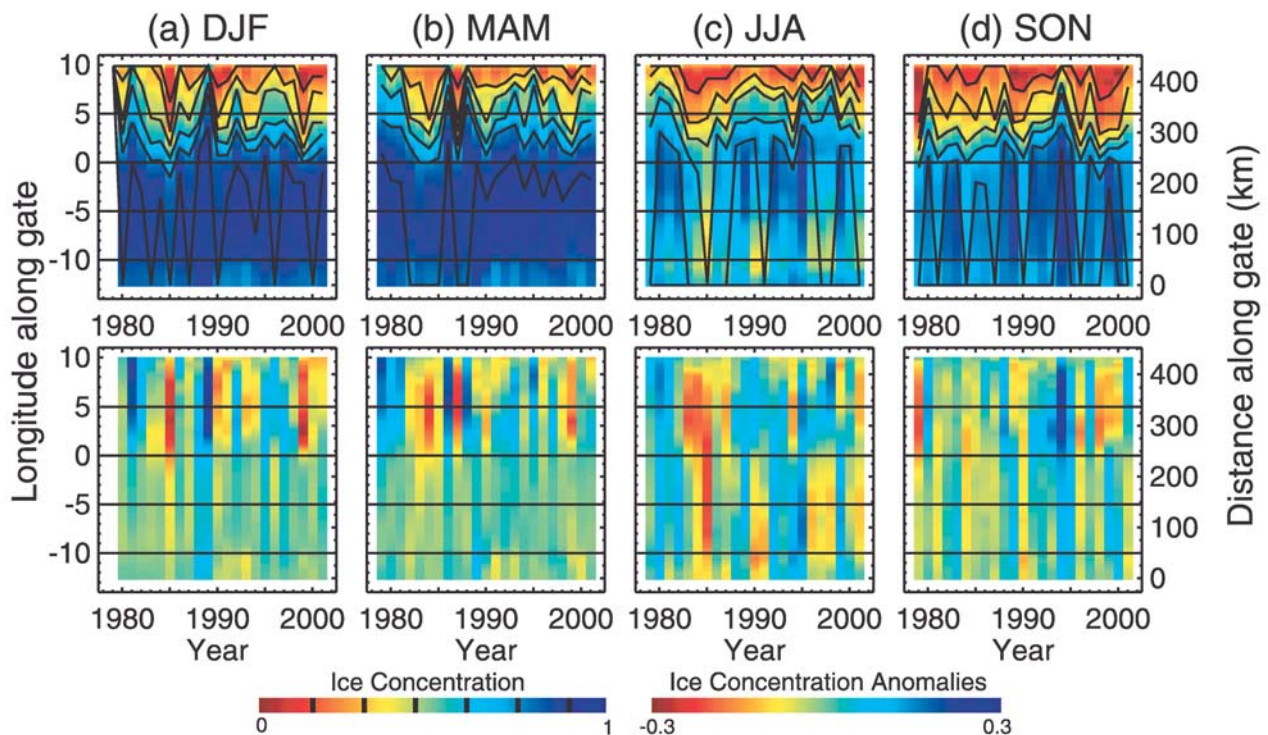 (a) DJF (b) MAM (c) JJA (d) SON
Longitude along gate
10
5
0
-5
-10
400
300
200
100
0
Distance along gate (km)
1980 1990 2000 1980 1990 2000 1980 1990 2000 1980 1990 2000
10
5
0
-5
-10
400
300
200
100
0
1980 1990 2000 1980 1990 2000 1980 1990 2000 1980 1990 2000
Year Year Year Year
Ice Concentration Ice Concentration Anomalies
0 1 -0.3 0.3